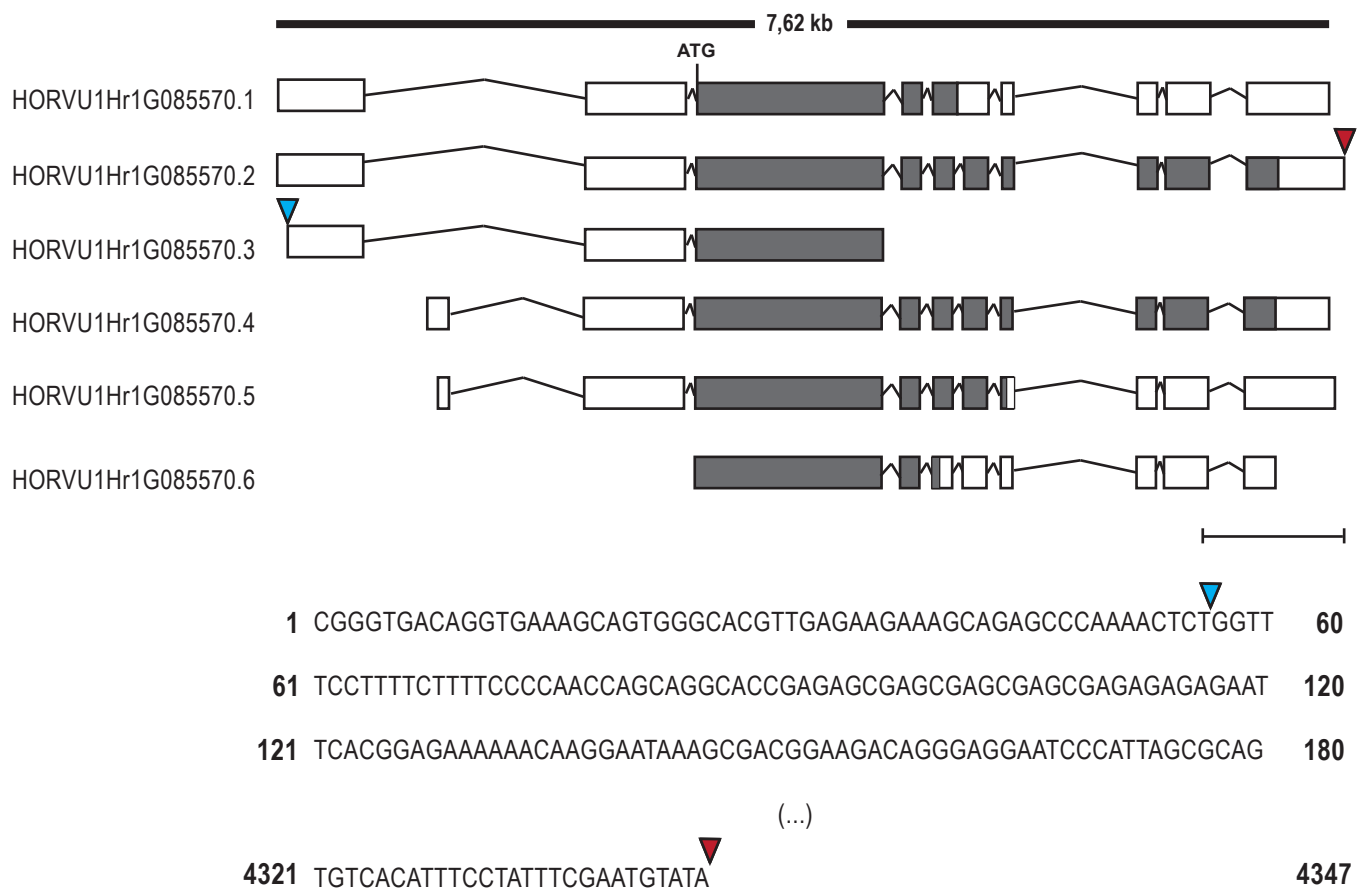 7,62 kb
ATG
HORVU1Hr1G085570.1
HORVU1Hr1G085570.2
HORVU1Hr1G085570.3
HORVU1Hr1G085570.4
HORVU1Hr1G085570.5
HORVU1Hr1G085570.6
1 CGGGTGACAGGTGAAAGCAGTGGGCACGTTGAGAAGAAAGCAGAGCCCAAAACTCTGGTT 60
61 TCCTTTTCTTTTCCCCAACCAGCAGGCACCGAGAGCGAGCGAGCGAGCGAGAGAGAGAAT 120
121 TCACGGAGAAAAAACAAGGAATAAAGCGACGGAAGACAGGGAGGAATCCCATTAGCGCAG 180
(...)
4321 TGTCACATTTCCTATTTCGAATGTATA 4347